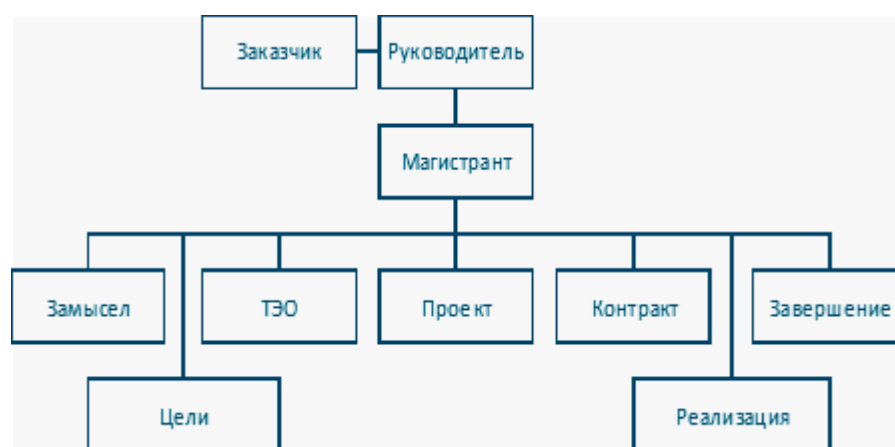 Заказчик
Руководитель
Магистрант
Замысел
ТЭО
Проект
Контракт
Завершение
Цели
Реализация